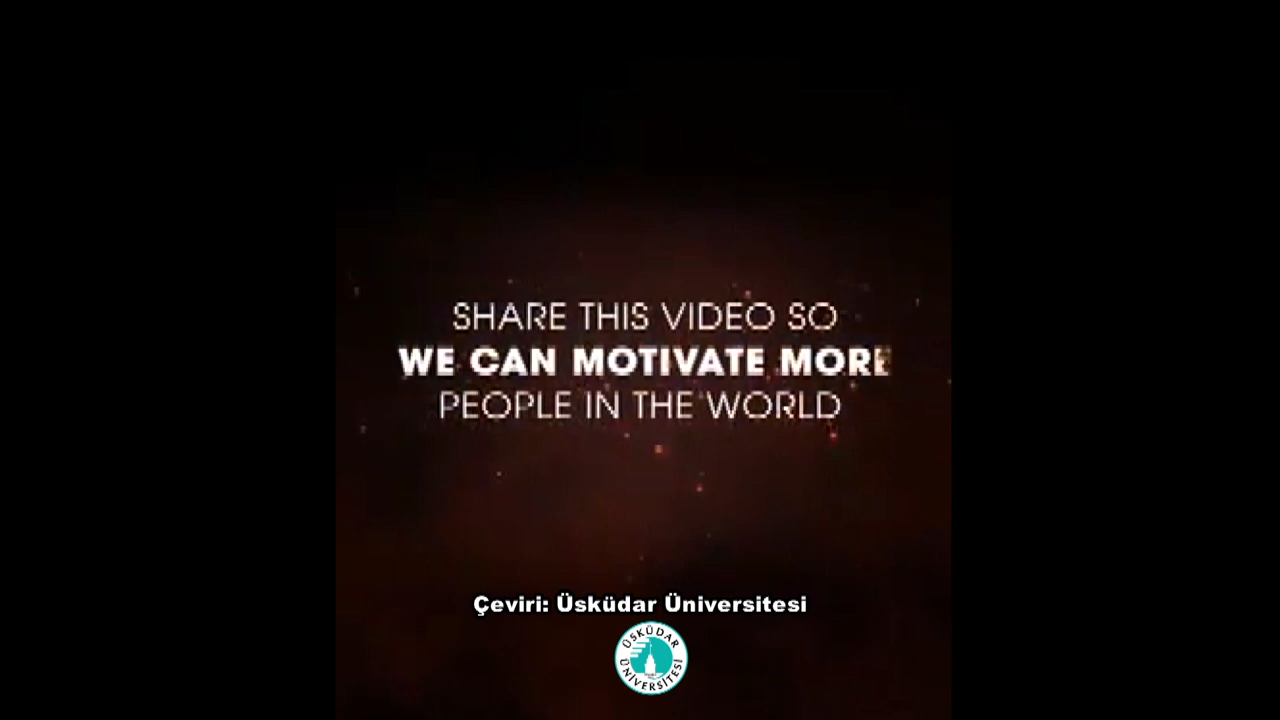 SHARE THIS VIDEO SO
WE CAN MOTIVATE MORE
PEOPLE IN THE WORLD
Çeviri: Üsküdar Üniversitesi
ÜSKÜDAR
ÜNİVERSİTESİ